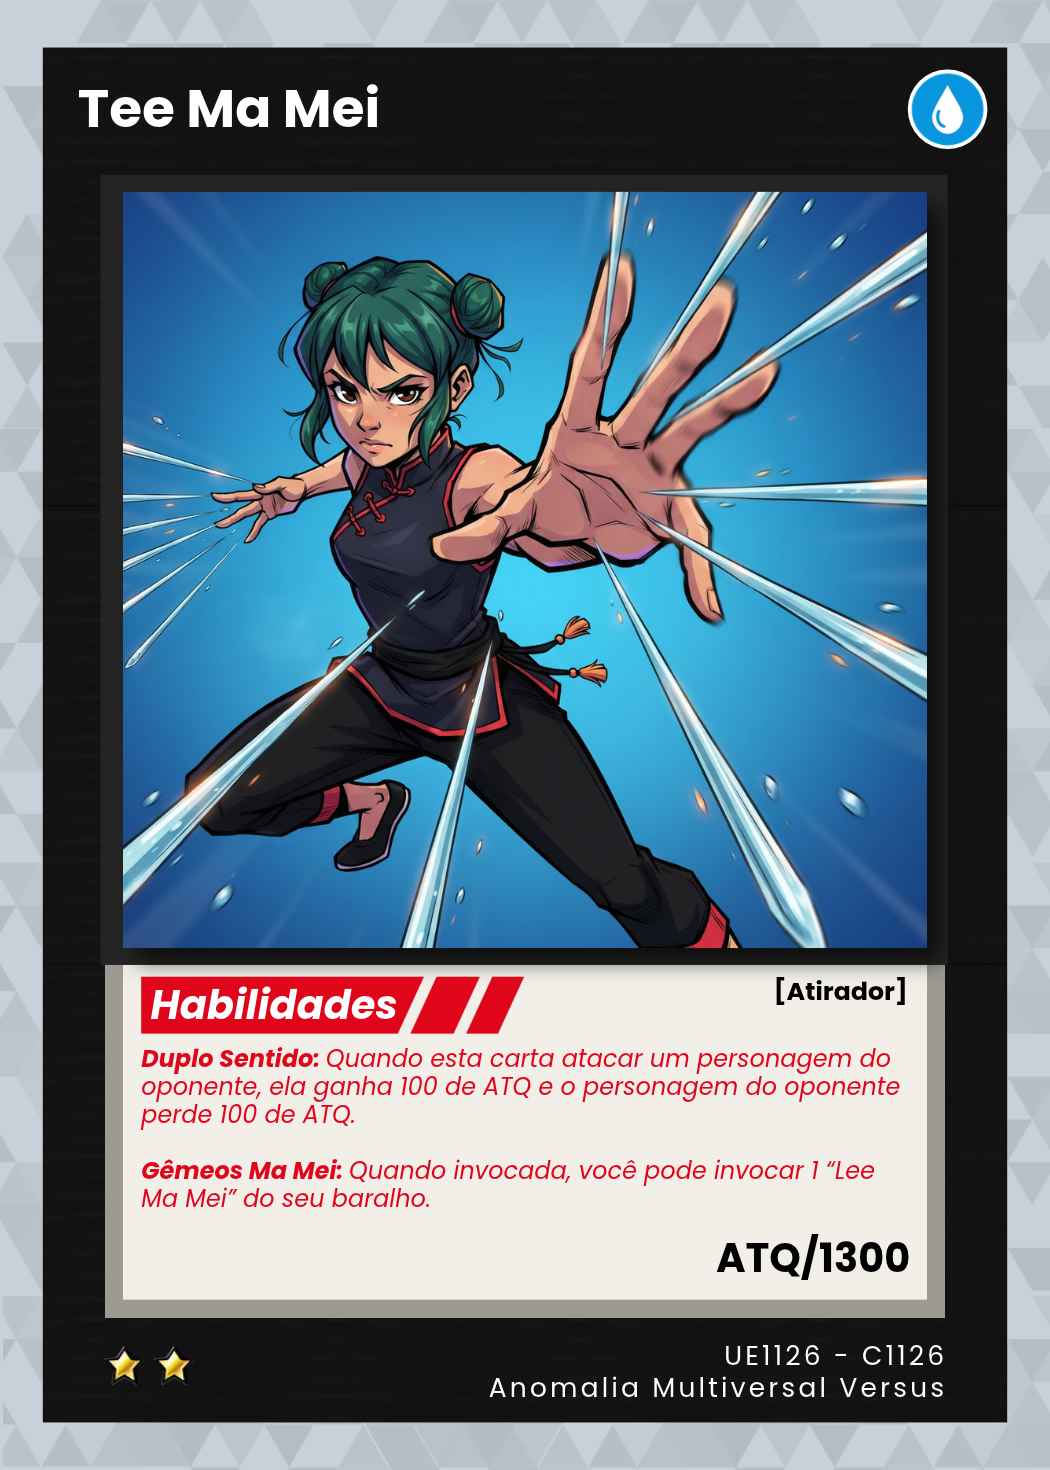 Tee Ma Mei
Habilidades
[Atirador]
Duplo Sentido: Quando esta carta atacar um personagem do
oponente, ela ganha 100 de ATQ e o personagem do oponente
perde 100 de ATQ.
Gêmeos Ma Mei: Quando invocada, você pode invocar 1 “Lee
Ma Mei” do seu baralho.
ATQ/1300
UE1126 - C1126
Anomalia Multiversal Versus